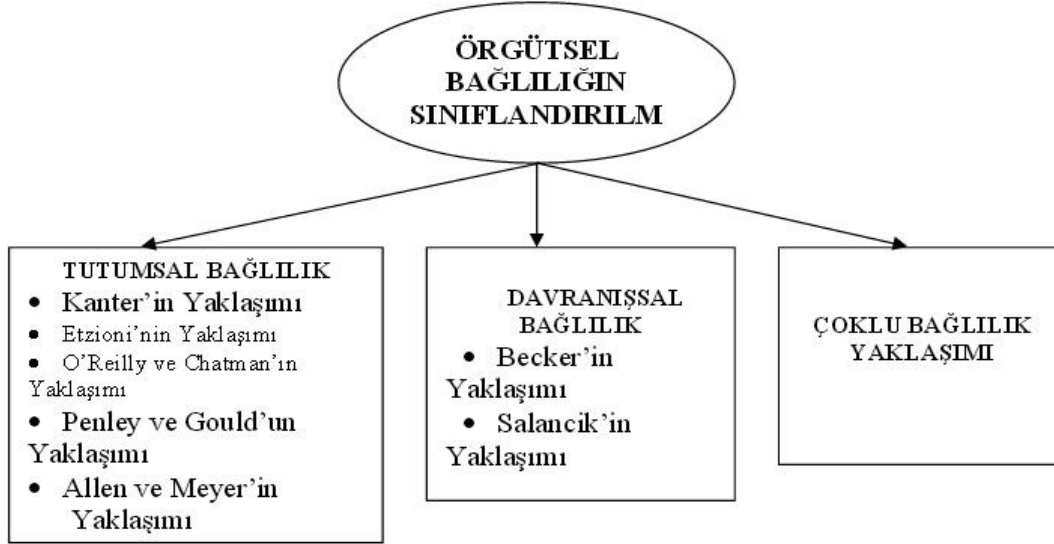 ÖRGÜTSEL
BAĞLILIĞIN
SINIFLANDIRILM
TUTUMSAL BAĞLILIK
• Kanter’in Yaklaşımı
• Etzioni’nin Yaklaşımı
• O’Reilly ve Chatman’ın
Yaklaşımı
• Penley ve Gould’un
Yaklaşımı
• Allen ve Meyer’in
Yaklaşımı
DAVRANIŞSAL
BAĞLILIK
• Becker’in
Yaklaşımı
• Salancik’in
Yaklaşımı
ÇOKLU BAĞLILIK
YAKLAŞIMI